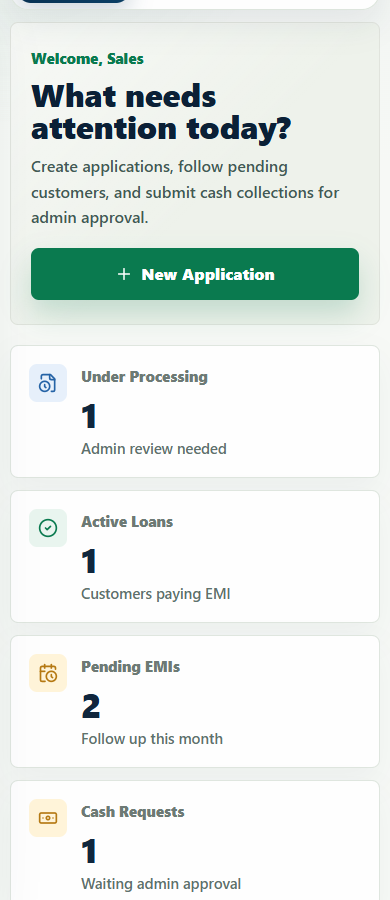 Welcome, Sales
What needs
attention today?
Create applications, follow pending
customers, and submit cash collections for
admin approval.
New Application
Under Processing
1
Admin review needed
Active Loans
1
Customers paying EMI
Pending EMIs
2
Follow up this month
Cash Requests
1
Waiting admin approval